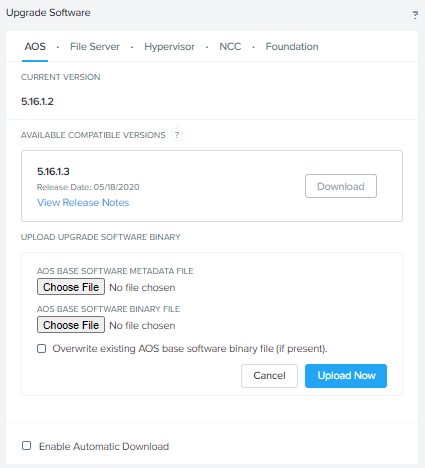 Upgrade Software ?
AOS · File Server · Hypervisor · NCC · Foundation
CURRENT VERSION
5.16.1.2
AVAILABLE COMPATIBLE VERSIONS ?
5.16.1.3
Release Date: 05/18/2020
Download
View Release Notes
UPLOAD UPGRADE SOFTWARE BINARY
AOS BASE SOFTWARE METADATA FILE
Choose File No file chosen
AOS BASE SOFTWARE BINARY FILE
Choose File No file chosen
Overwrite existing AOS base software binary file (if present).
Cancel Upload Now
Enable Automatic Download